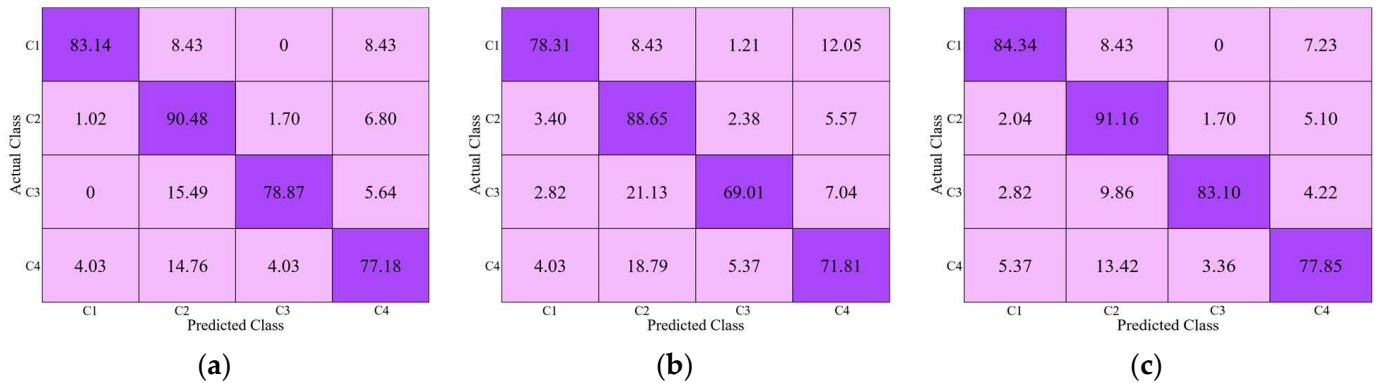 Actual Class
C1 83.14 8.43 0 8.43
C2 1.02 90.48 1.70 6.80
C3 0 15.49 78.87 5.64
C4 4.03 14.76 4.03 77.18
C1 C2 C3 C4
Predicted Class
(a)
Actual Class
C1 78.31 8.43 1.21 12.05
C2 3.40 88.65 2.38 5.57
C3 2.82 21.13 69.01 7.04
C4 4.03 18.79 5.37 71.81
C1 C2 C3 C4
Predicted Class
(b)
Actual Class
C1 84.34 8.43 0 7.23
C2 2.04 91.16 1.70 5.10
C3 2.82 9.86 83.10 4.22
C4 5.37 13.42 3.36 77.85
C1 C2 C3 C4
Predicted Class
(c)